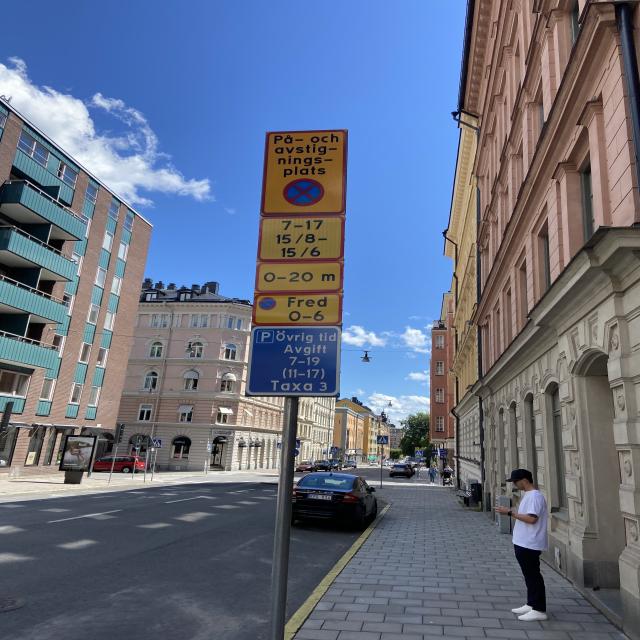 På- och
avstig-
nings-
plats
7-17
15/8-
15/6
0-20 m
Fred
0-6
P Övrig tid
Avgift
7-19
(11-17)
Taxa 3